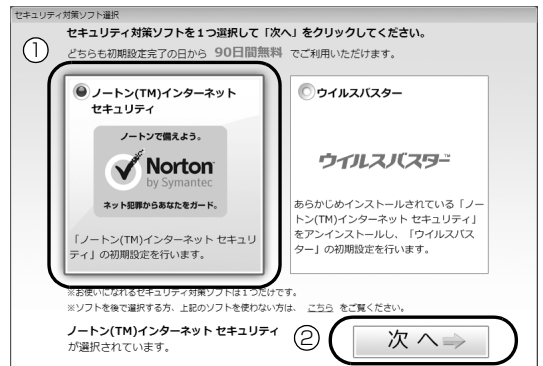 セキュリティ対策ソフト選択
セキュリティ対策ソフトを１つ選択して「次へ」をクリックしてください。
①
どちらも初期設定完了の日から 90日間無料 でご利用いただけます。
ノートン(TM)インターネット
セキュリティ
ノートンで備えよう。
Norton
by Symantec
ネット犯罪からあなたをガード。
「ノートン(TM)インターネット セキュリ
ティ」の初期設定を行います。
ウイルスバスター
ウイルスバスター™
あらかじめインストールされている「ノー
トン(TM)インターネット セキュリティ」
をアンインストールし、「ウイルスバス
ター」の初期設定を行います。
※お使いになれるセキュリティ対策ソフトは１つだけです。
※ソフトを後で選択する方、上記のソフトを使わない方は、 こちら をご覧ください。
ノートン(TM)インターネット セキュリティ
が選択されています。
②
次 へ